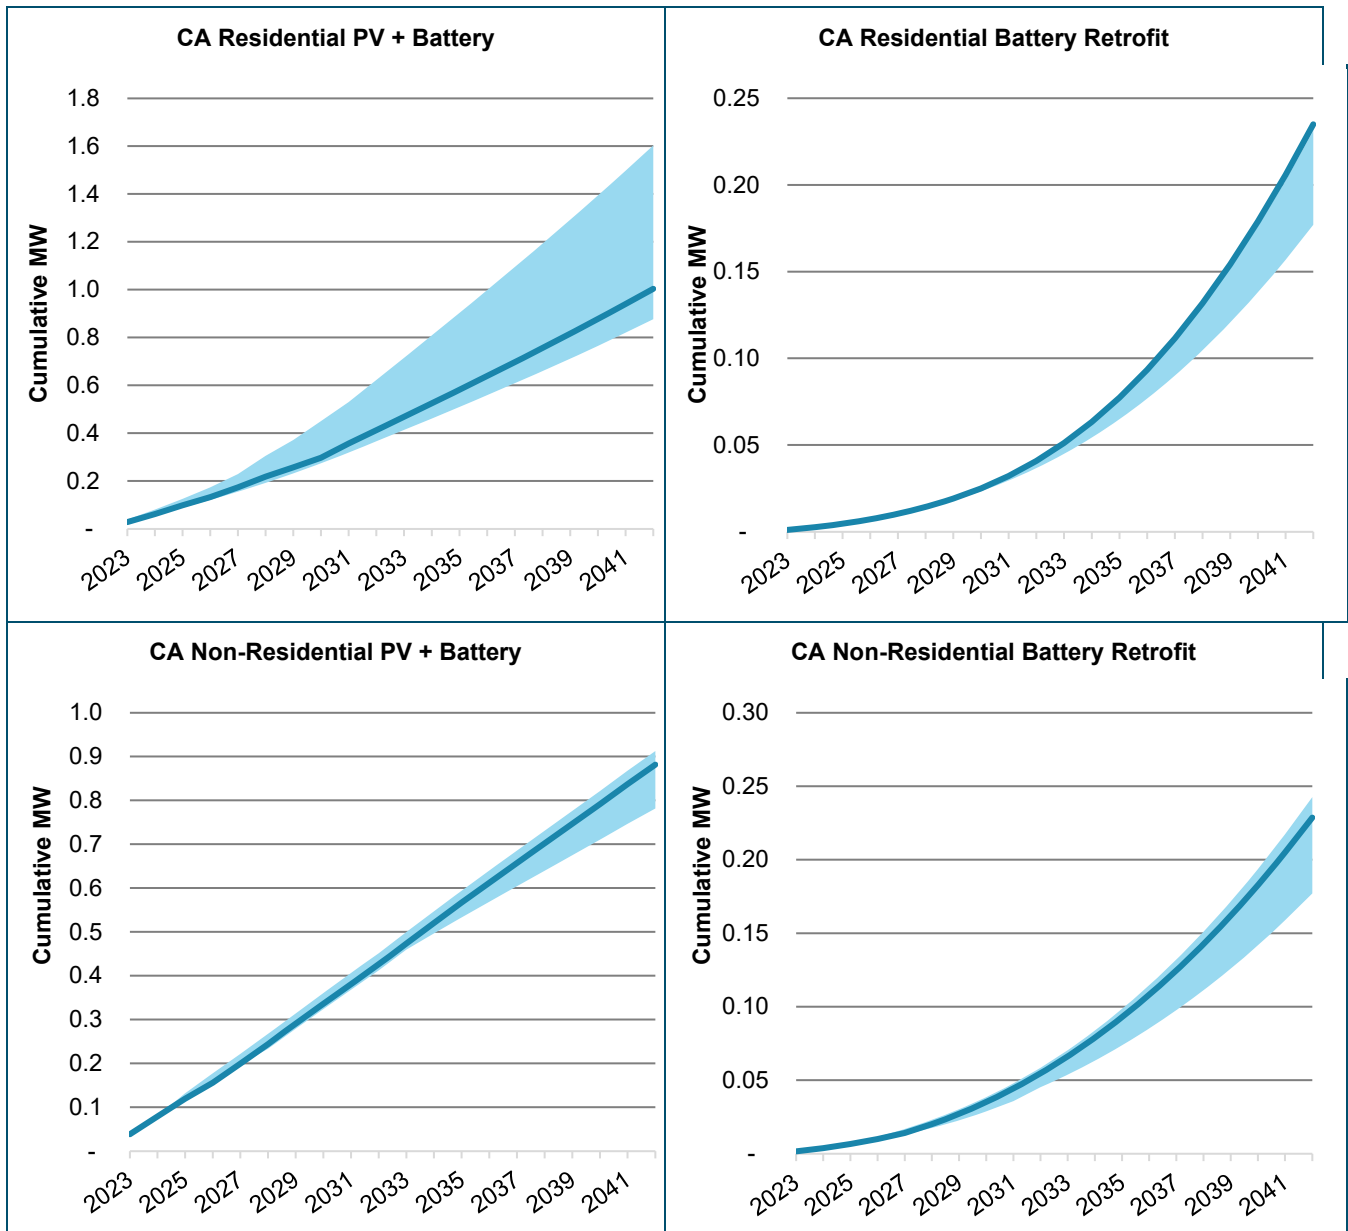 CA Residential PV + Battery
Cumulative MW
1.8
1.6
1.4
1.2
1.0
0.8
0.6
0.4
0.2
-
2023 2025 2027 2029 2031 2033 2035 2037 2039 2041
CA Residential Battery Retrofit
Cumulative MW
0.25
0.20
0.15
0.10
0.05
-
2023 2025 2027 2029 2031 2033 2035 2037 2039 2041
CA Non-Residential PV + Battery
Cumulative MW
1.0
0.9
0.8
0.7
0.6
0.5
0.4
0.3
0.2
0.1
-
2023 2025 2027 2029 2031 2033 2035 2037 2039 2041
CA Non-Residential Battery Retrofit
Cumulative MW
0.30
0.25
0.20
0.15
0.10
0.05
-
2023 2025 2027 2029 2031 2033 2035 2037 2039 2041